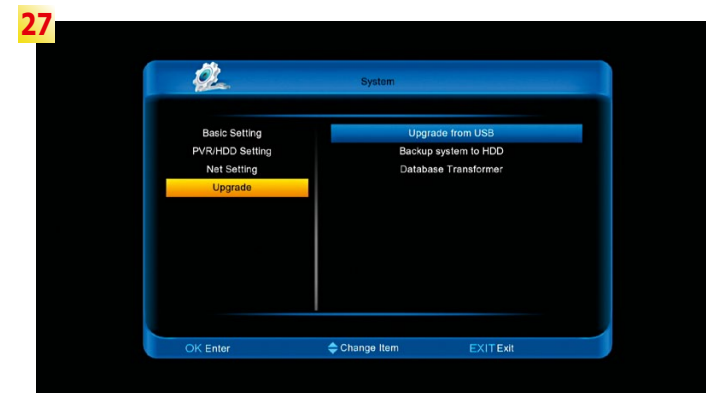 27
System
Basic Setting
PVR/HDD Setting
Net Setting
Upgrade
Upgrade from USB
Backup system to HDD
Database Transformer
OK Enter Change Item EXIT Exit